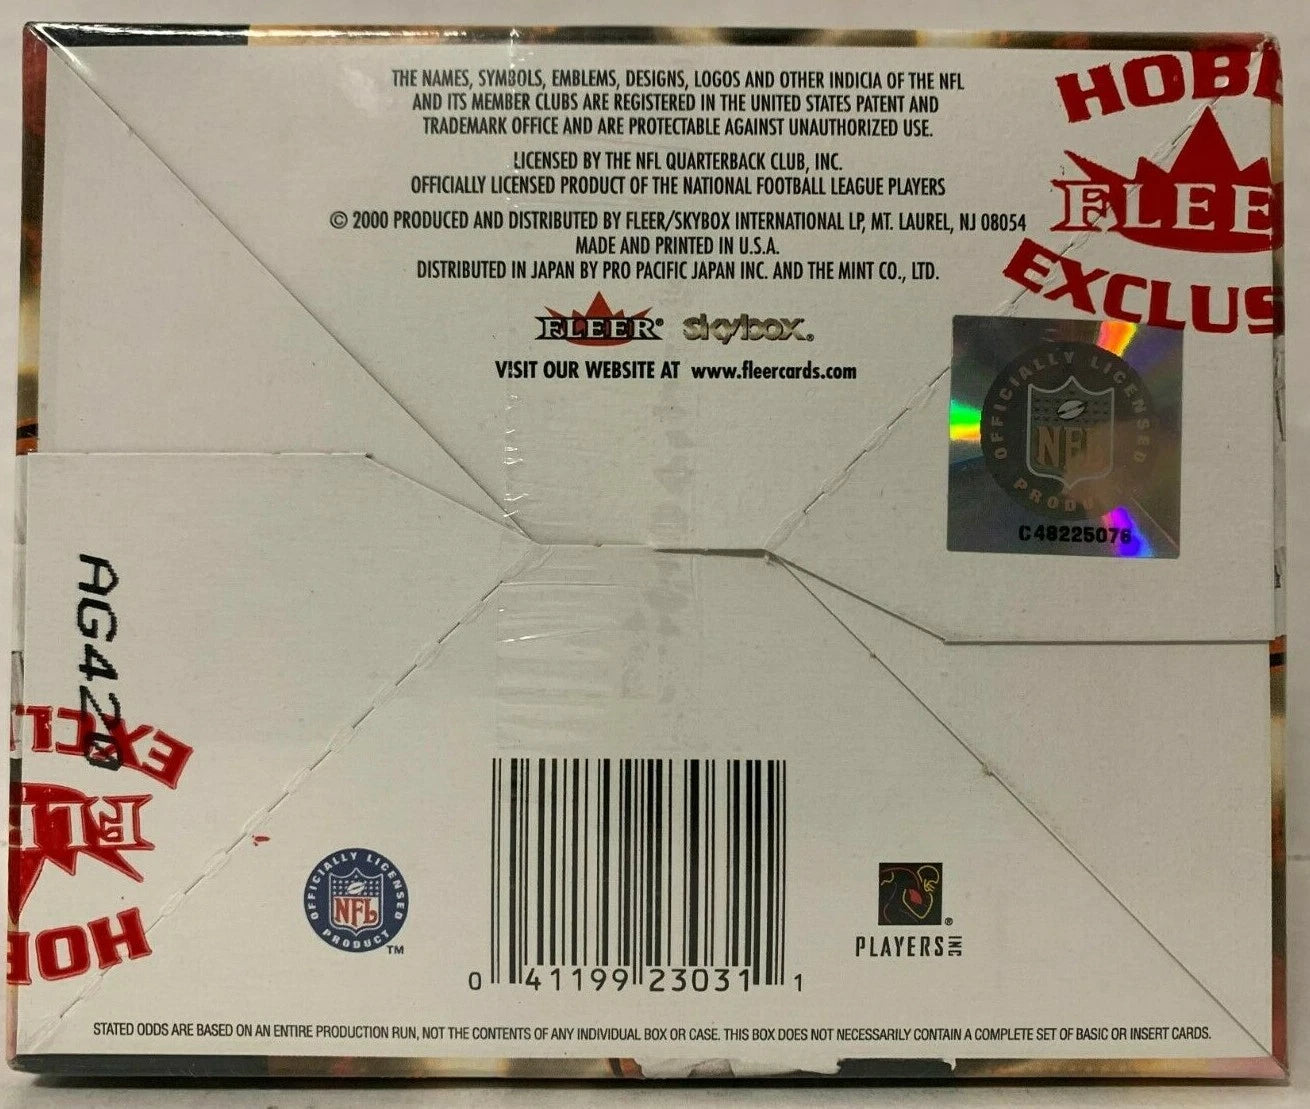 THE NAMES, SYMBOLS, EMBLEMS, DESIGNS, LOGOS AND OTHER INDICIA OF THE NFL
AND ITS MEMBER CLUBS ARE REGISTERED IN THE UNITED STATES PATENT AND
TRADEMARK OFFICE AND ARE PROTECTABLE AGAINST UNAUTHORIZED USE.
LICENSED BY THE NFL QUARTERBACK CLUB, INC.
OFFICIALLY LICENSED PRODUCT OF THE NATIONAL FOOTBALL LEAGUE PLAYERS
© 2000 PRODUCED AND DISTRIBUTED BY FLEER/SKYBOX INTERNATIONAL LP, MT. LAUREL, NJ 08054
MADE AND PRINTED IN U.S.A.
DISTRIBUTED IN JAPAN BY PRO PACIFIC JAPAN INC. AND THE MINT CO., LTD.
FLEER® skybox®
VISIT OUR WEBSITE AT www.fleercards.com
HOBB
FLEE
EXCLUS
OFFICIALLY LICENSED
NFL
PRODUCT
C48225076
AG420
EXCLU
FLE
HOB
OFFICIALLY LICENSED
NFL
PRODUCT
TM
0 41199 23031 1
PLAYERS INC ®
STATED ODDS ARE BASED ON AN ENTIRE PRODUCTION RUN, NOT THE CONTENTS OF ANY INDIVIDUAL BOX OR CASE. THIS BOX DOES NOT NECESSARILY CONTAIN A COMPLETE SET OF BASIC OR INSERT CARDS.